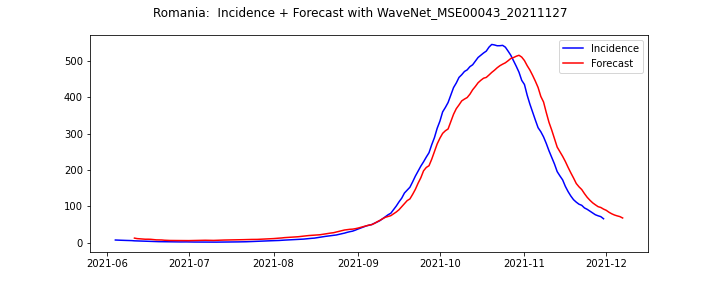 Romania:  Incidence + Forecast with WaveNet_MSE00043_20211127
Incidence
Forecast
500
400
300
200
100
0
2021-06 2021-07 2021-08 2021-09 2021-10 2021-11 2021-12